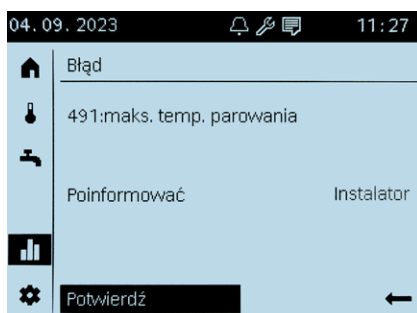 04.09.2023 11:27
Błąd
491:maks. temp. parowania
Poinformować Instalator
Potwierdź